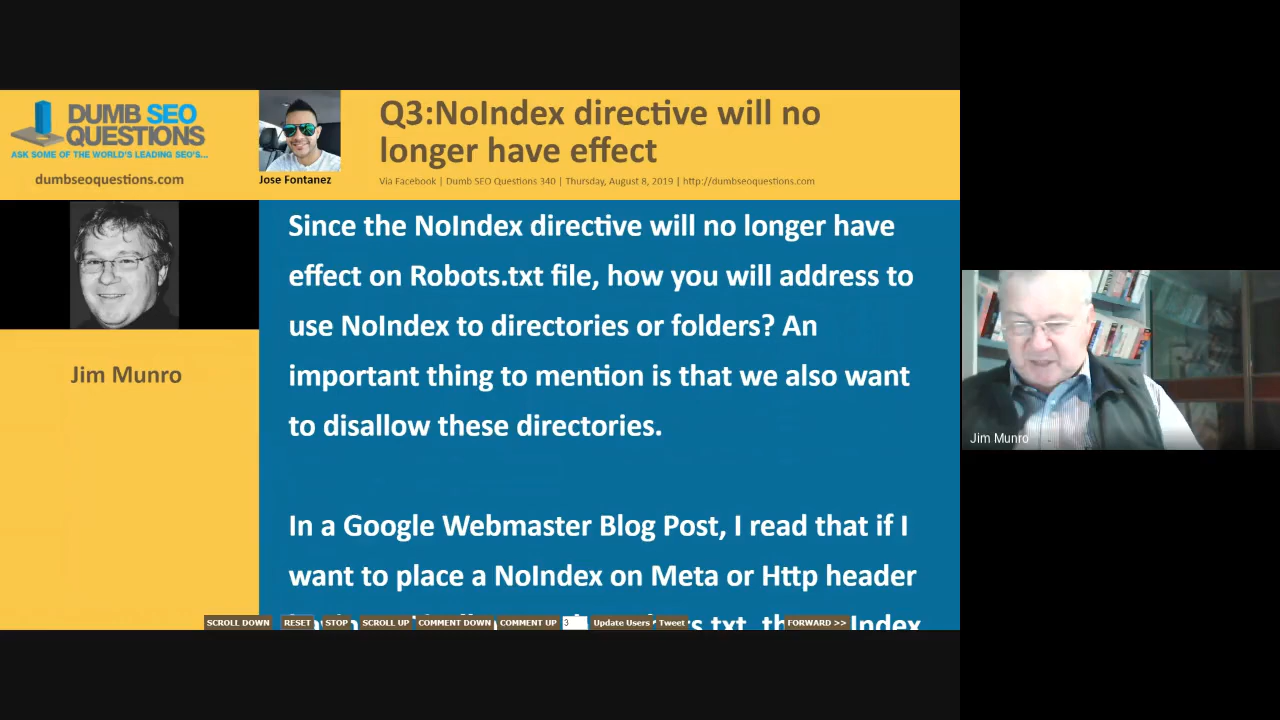 DUMB SEO
QUESTIONS
ASK SOME OF THE WORLD'S LEADING SEO'S...
dumbseoquestions.com
Jose Fontanez
Q3:NoIndex directive will no
longer have effect
Via Facebook | Dumb SEO Questions 340 | Thursday, August 8, 2019 | http://dumbseoquestions.com
Jim Munro
Since the NoIndex directive will no longer have
effect on Robots.txt file, how you will address to
use NoIndex to directories or folders? An
important thing to mention is that we also want
to disallow these directories.
In a Google Webmaster Blog Post, I read that if I
want to place a NoIndex on Meta or Http header
txt, Index
SCROLL DOWN RESET STOP SCROLL UP COMMENT DOWN COMMENT UP 3 Update Users Tweet FORWARD >>
Jim Munro